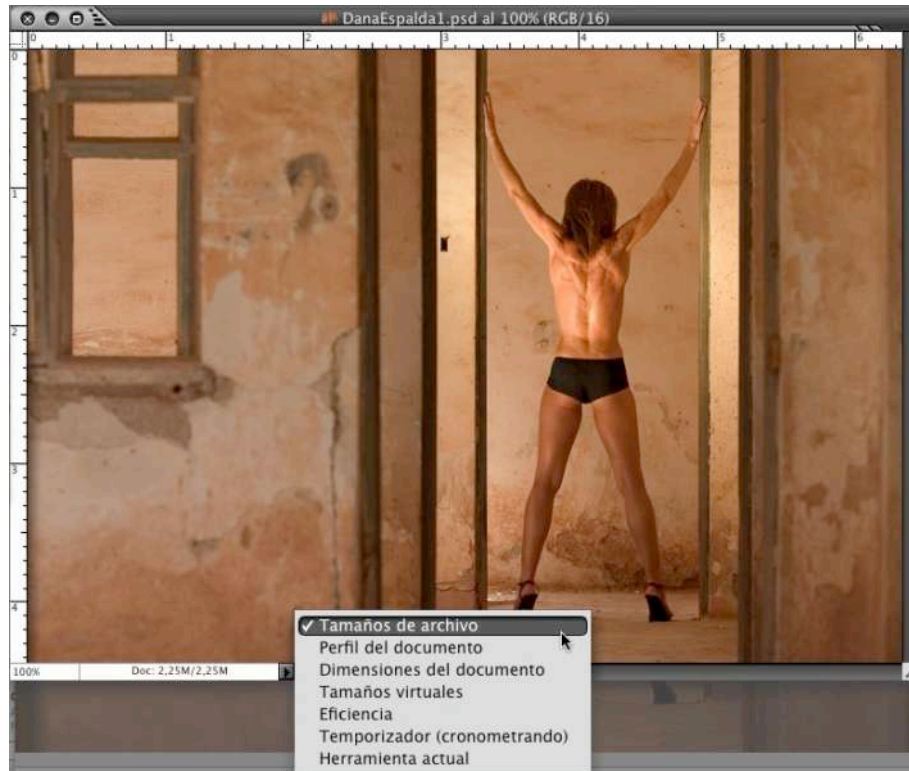 DanaEspalda1.psd al 100% (RGB/16)
0 1 2 3 4 5 6
0
1
2
3
4
100% Doc: 2,25M/2,25M
✓ Tamaños de archivo
Perfil del documento
Dimensiones del documento
Tamaños virtuales
Eficiencia
Temporizador (cronometrando)
Herramienta actual